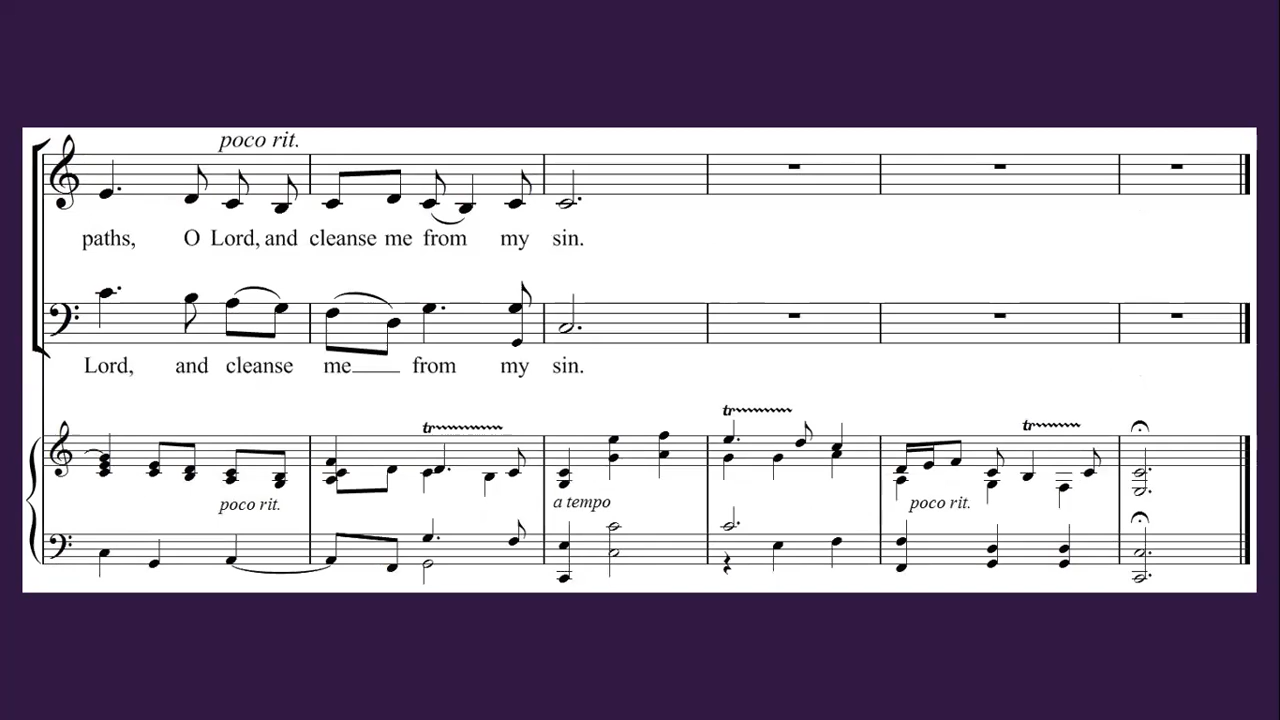 poco rit.
paths, O Lord, and cleanse me from my sin.
Lord, and cleanse me from my sin.
tr tr tr
poco rit. a tempo poco rit.